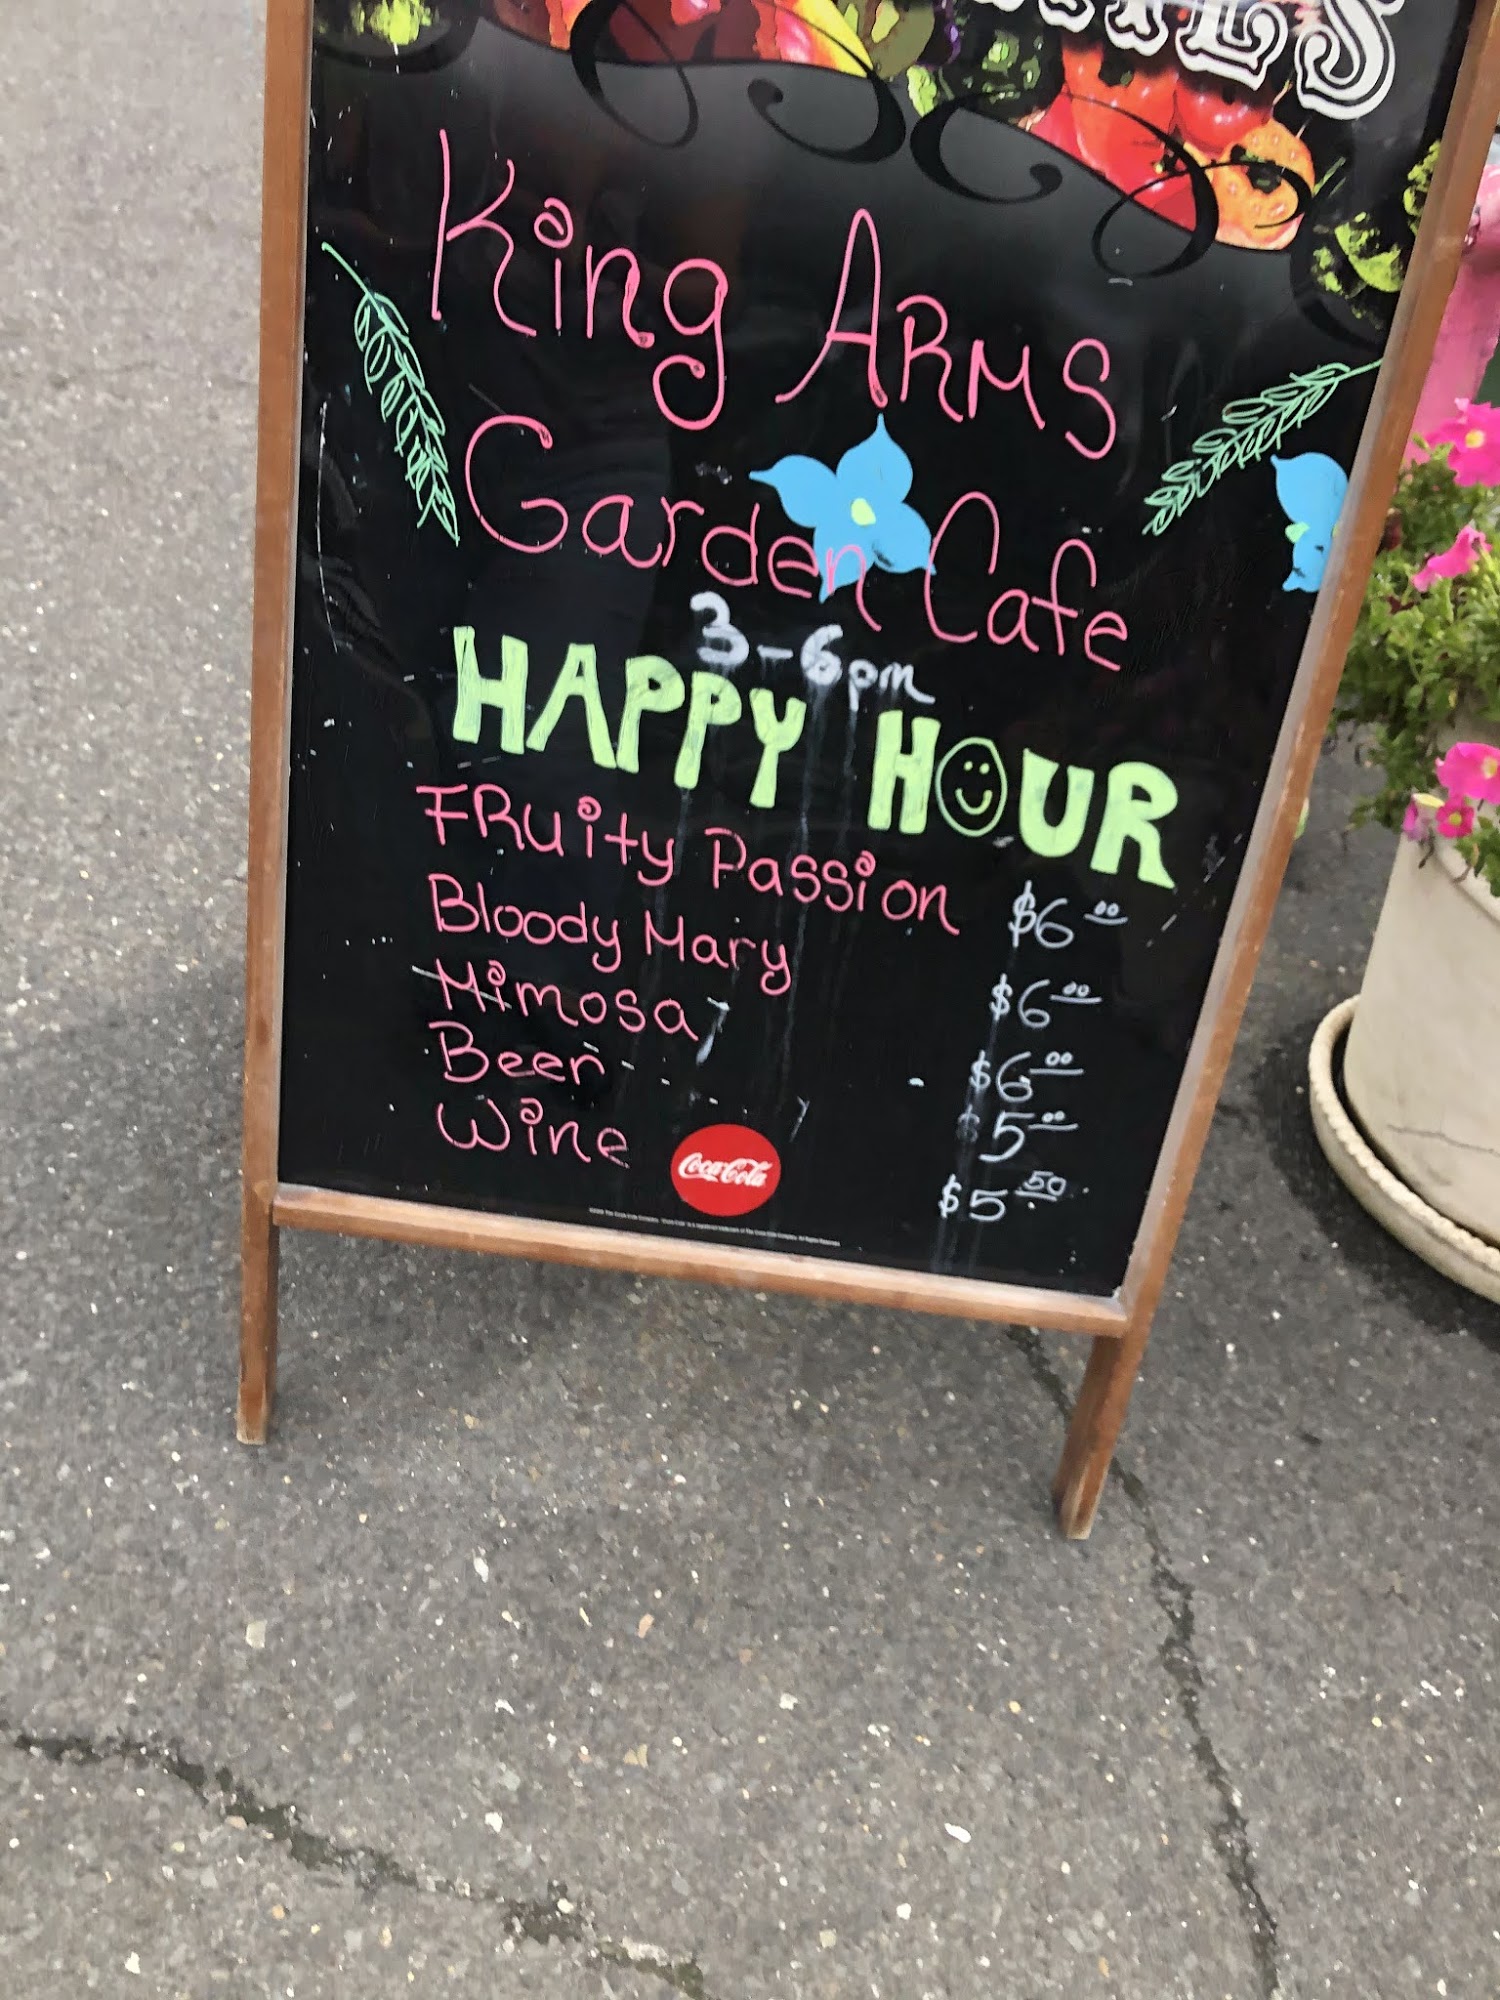 King ARMS
Garden Cafe
3-6pm
HAPPY HOUR
FRuity Passion $6.00
Bloody Mary $6.00
Mimosa $6.00
Beer $5.00
Wine $5.50
Coca-Cola